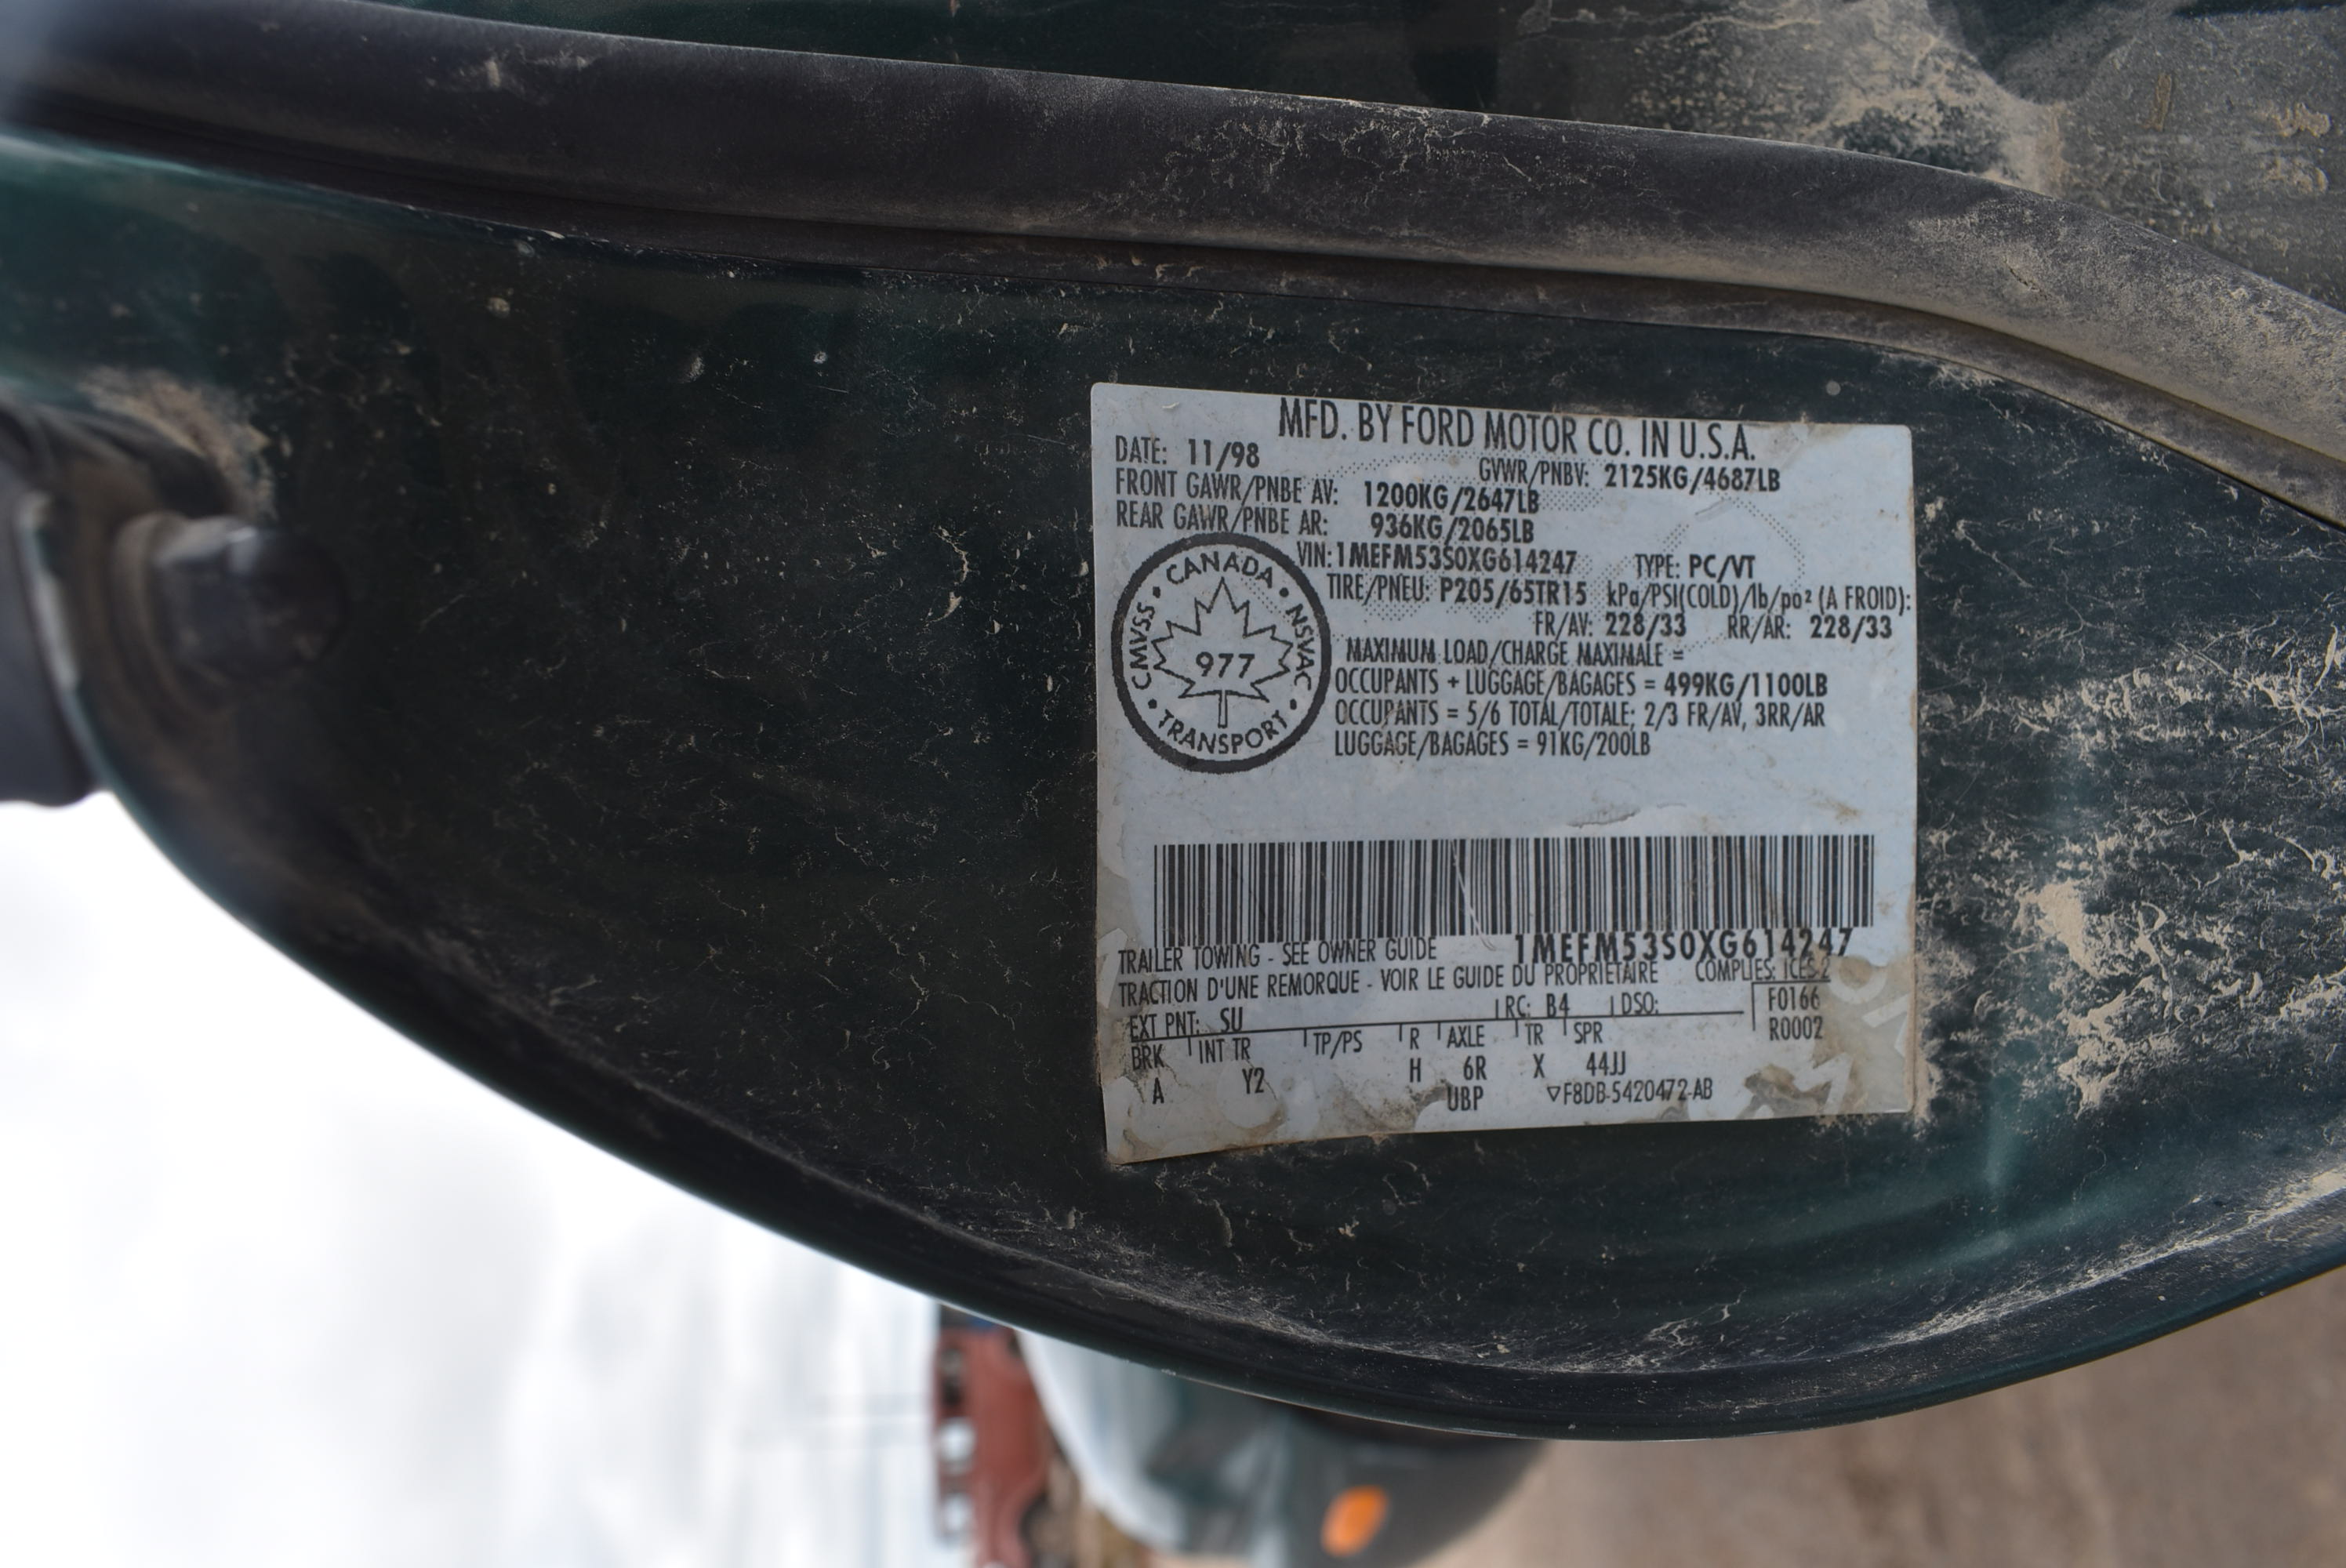 MFD. BY FORD MOTOR CO. IN U.S.A.
DATE: 11/98
GVWR/PNBV: 2125KG/4687LB
FRONT GAWR/PNBE AV: 1200KG/2647LB
REAR GAWR/PNBE AR: 936KG/2065LB
VIN: 1MEFM53S0XG614247 TYPE: PC/VT
TIRE/PNEU: P205/65TR15 kPa/PSI(COLD)/lb/po² (A FROID):
FR/AV: 228/33 RR/AR: 228/33
MAXIMUM LOAD/CHARGE MAXIMALE =
OCCUPANTS + LUGGAGE/BAGAGES = 499KG/1100LB
OCCUPANTS = 5/6 TOTAL/TOTALE; 2/3 FR/AV, 3RR/AR
LUGGAGE/BAGAGES = 91KG/200LB
CANADA • NSVAC • TRANSPORT • CMVSS •
977
TRAILER TOWING - SEE OWNER GUIDE 1MEFM53S0XG614247
TRACTION D'UNE REMORQUE - VOIR LE GUIDE DU PROPRIETAIRE COMPLIES: ICES-2
EXT PNT: SU RC: B4 DSO: F0166
R0002
BRK INT TR TP/PS R AXLE TR SPR
A Y2 H 6R X 44JJ
UBP ▽F8DB-5420472-AB